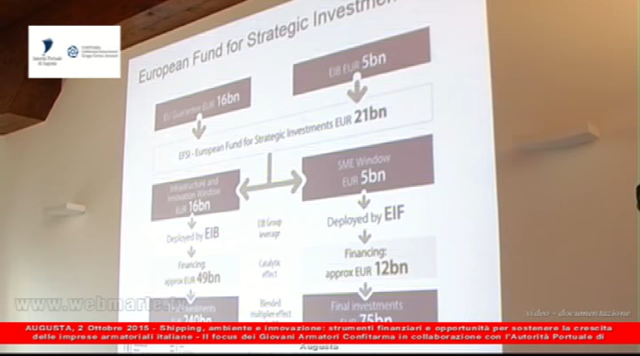 European Fund for Strategic Investment
EU Guarantee EUR 16bn
EIB EUR 5bn
EFSI - European Fund for Strategic Investments EUR 21bn
Infrastructure and
Innovation Window
EUR 16bn
SME Window
EUR 5bn
Deployed by EIB
EIB Group
leverage
Deployed by EIF
Financing:
approx EUR 49bn
Catalytic
effect
Financing:
approx EUR 12bn
240bn
Blended
multiplier effect
Final investments
EUR 75bn
www.webmarte.tv
video - documentazione
AUGUSTA, 2 Ottobre 2015 - Shipping, ambiente e innovazione: strumenti finanziari e opportunità per sostenere la crescita
delle imprese armatoriali italiane - Il focus dei Giovani Armatori Confitarma in collaborazione con l'Autorità Portuale di
Augusta